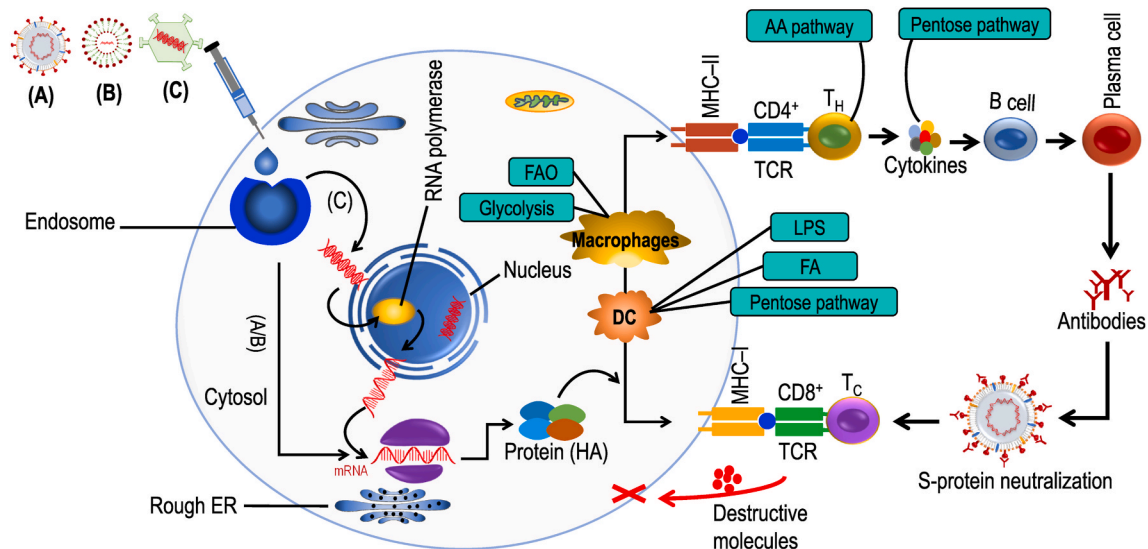 (A)
(B)
(C)
Endosome
(C)
RNA polymerase
Nucleus
(A/B)
Cytosol
mRNA
Rough ER
Protein (HA)
FAO
Glycolysis
Macrophages
DC
LPS
FA
Pentose pathway
MHC–II
CD4+
TCR
TH
AA pathway
Pentose pathway
Cytokines
B cell
Plasma cell
Antibodies
S-protein neutralization
MHC–I
CD8+
TCR
TC
Destructive
molecules